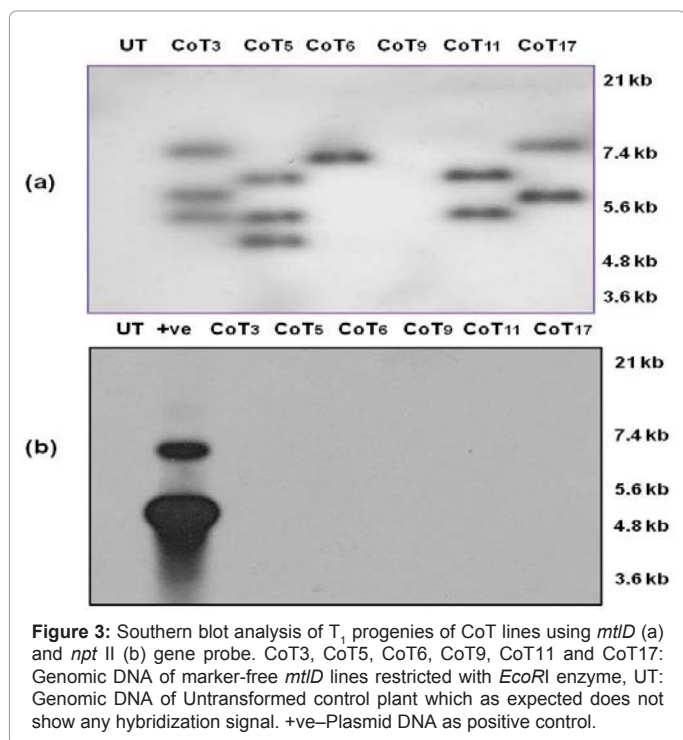 UT CoT3 CoT5 CoT6 CoT9 CoT11 CoT17
21 kb
7.4 kb
(a)
5.6 kb
4.8 kb
3.6 kb
UT +ve CoT3 CoT5 CoT6 CoT9 CoT11 CoT17
21 kb
7.4 kb
(b)
5.6 kb
4.8 kb
3.6 kb
Figure 3: Southern blot analysis of T1 progenies of CoT lines using mtlD (a)
and npt II (b) gene probe. CoT3, CoT5, CoT6, CoT9, CoT11 and CoT17:
Genomic DNA of marker-free mtlD lines restricted with EcoRI enzyme, UT:
Genomic DNA of Untransformed control plant which as expected does not
show any hybridization signal. +ve–Plasmid DNA as positive control.